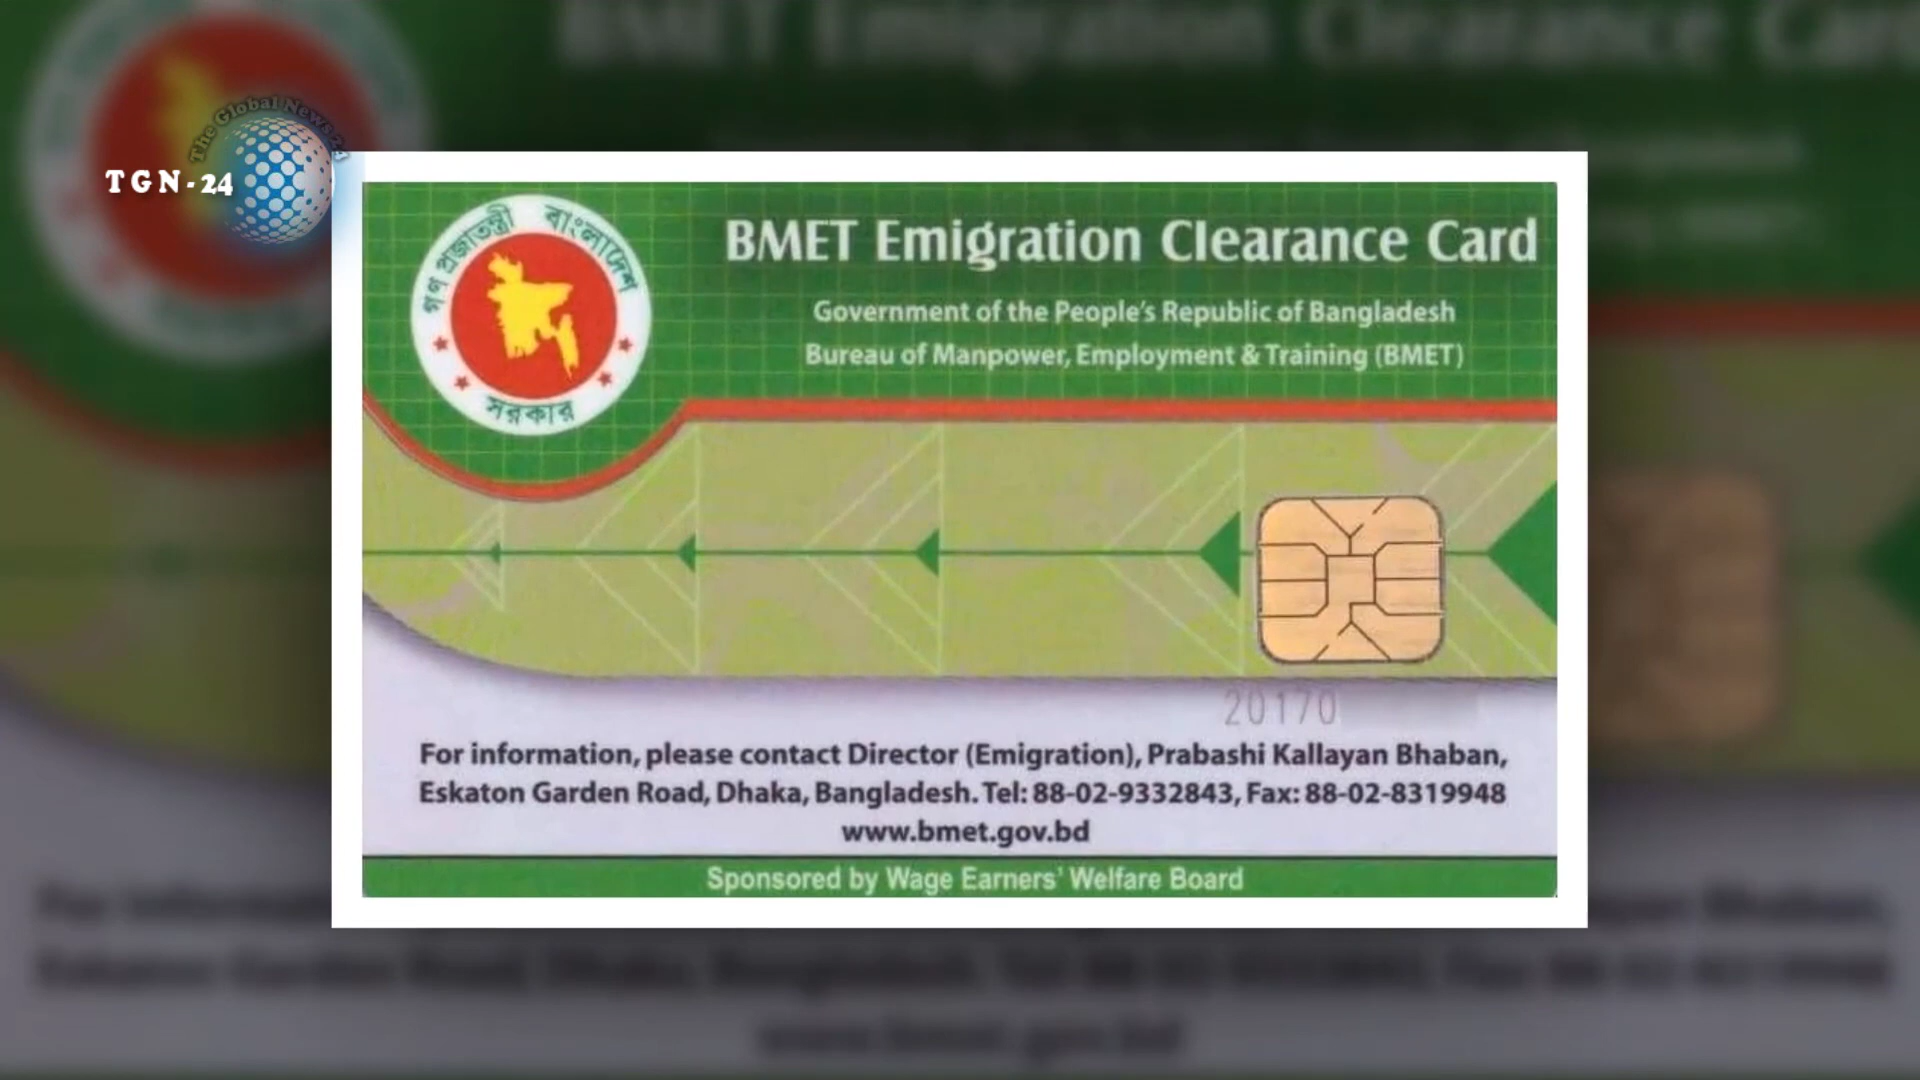 The Global News 24
TGN-24
গণ প্রজাতন্ত্রী বাংলাদেশ
সরকার
BMET Emigration Clearance Card
Government of the People's Republic of Bangladesh
Bureau of Manpower, Employment & Training (BMET)
20170
For information, please contact Director (Emigration), Prabashi Kallayan Bhaban,
Eskaton Garden Road, Dhaka, Bangladesh. Tel: 88-02-9332843, Fax: 88-02-8319948
www.bmet.gov.bd
Sponsored by Wage Earners' Welfare Board